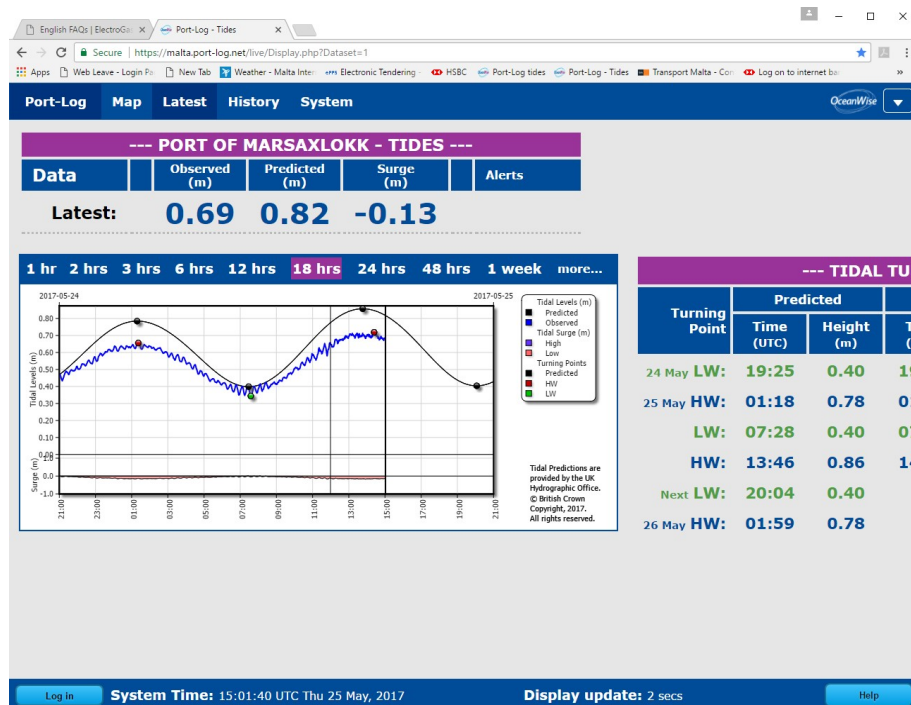 English FAQs | ElectroGas
Port-Log - Tides
Secure | https://malta.port-log.net/live/Display.php?Dataset=1
Apps Web Leave - Login Pa New Tab Weather - Malta Inter Electronic Tendering - HSBC Port-Log tides Port-Log - Tides Transport Malta - Con Log on to internet ba »
Port-Log Map Latest History System OceanWise
--- PORT OF MARSAXLOKK - TIDES ---
Data Observed (m) Predicted (m) Surge (m) Alerts
Latest: 0.69 0.82 -0.13
1 hr 2 hrs 3 hrs 6 hrs 12 hrs 18 hrs 24 hrs 48 hrs 1 week more...
2017-05-24 2017-05-25
Tidal Levels (m)
0.80
0.70
0.60
0.50
0.40
0.30
0.20
0.10
0.00
Surge (m)
1.0
0.0
-1.0
21:00 23:00 01:00 03:00 05:00 07:00 09:00 11:00 13:00 15:00 17:00 19:00 21:00
Tidal Levels (m)
Predicted
Observed
Tidal Surge (m)
High
Low
Turning Points
Predicted
HW
LW
Tidal Predictions are
provided by the UK
Hydrographic Office.
© British Crown
Copyright, 2017.
All rights reserved.
--- TIDAL TU
Turning Point Predicted
Time (UTC) Height (m) T (
24 May LW: 19:25 0.40 19
25 May HW: 01:18 0.78 0
LW: 07:28 0.40 07
HW: 13:46 0.86 14
Next LW: 20:04 0.40
26 May HW: 01:59 0.78
Log in System Time: 15:01:40 UTC Thu 25 May, 2017 Display update: 2 secs Help